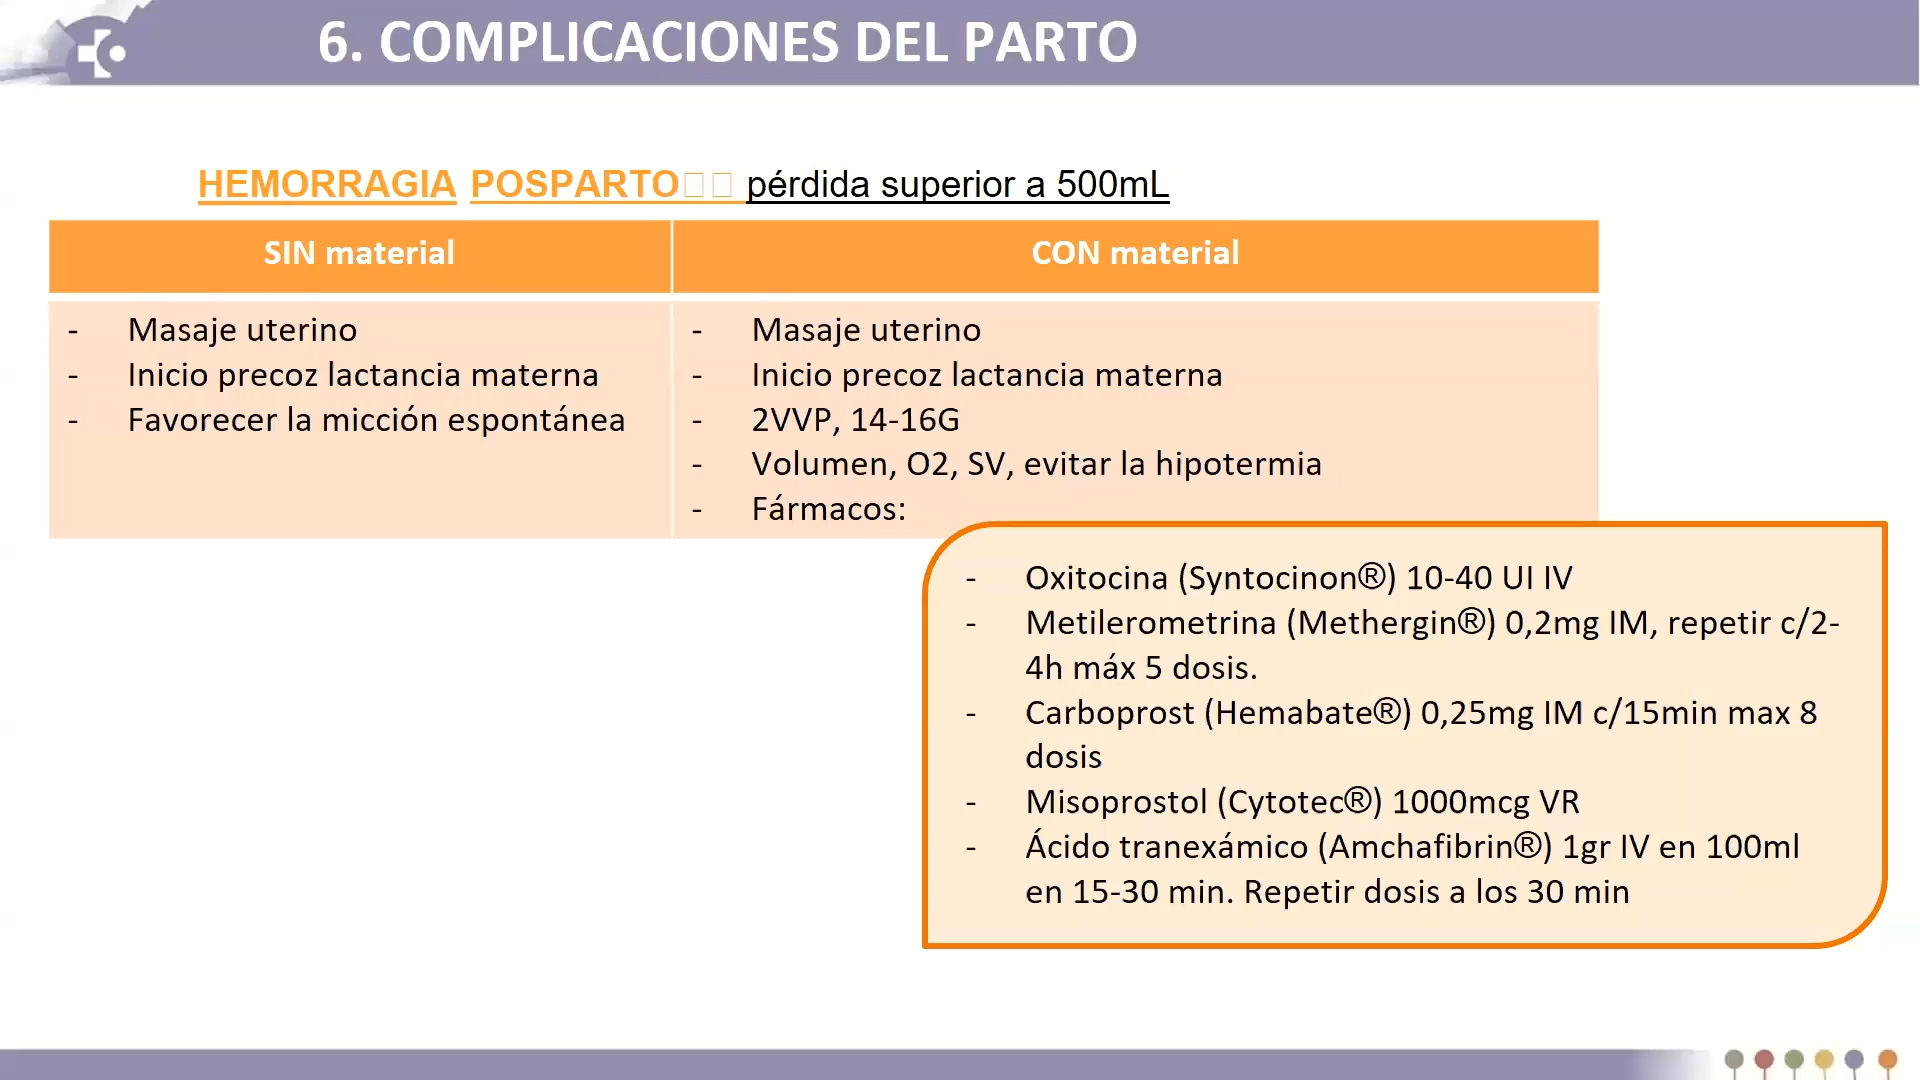 6. COMPLICACIONES DEL PARTO
HEMORRAGIA POSPARTO pérdida superior a 500mL
SIN material
CON material
- Masaje uterino
- Inicio precoz lactancia materna
- Favorecer la micción espontánea
- Masaje uterino
- Inicio precoz lactancia materna
- 2VVP, 14-16G
- Volumen, O2, SV, evitar la hipotermia
- Fármacos:
- Oxitocina (Syntocinon®) 10-40 UI IV
- Metilerometrina (Methergin®) 0,2mg IM, repetir c/2-
4h máx 5 dosis.
- Carboprost (Hemabate®) 0,25mg IM c/15min max 8
dosis
- Misoprostol (Cytotec®) 1000mcg VR
- Ácido tranexámico (Amchafibrin®) 1gr IV en 100ml
en 15-30 min. Repetir dosis a los 30 min